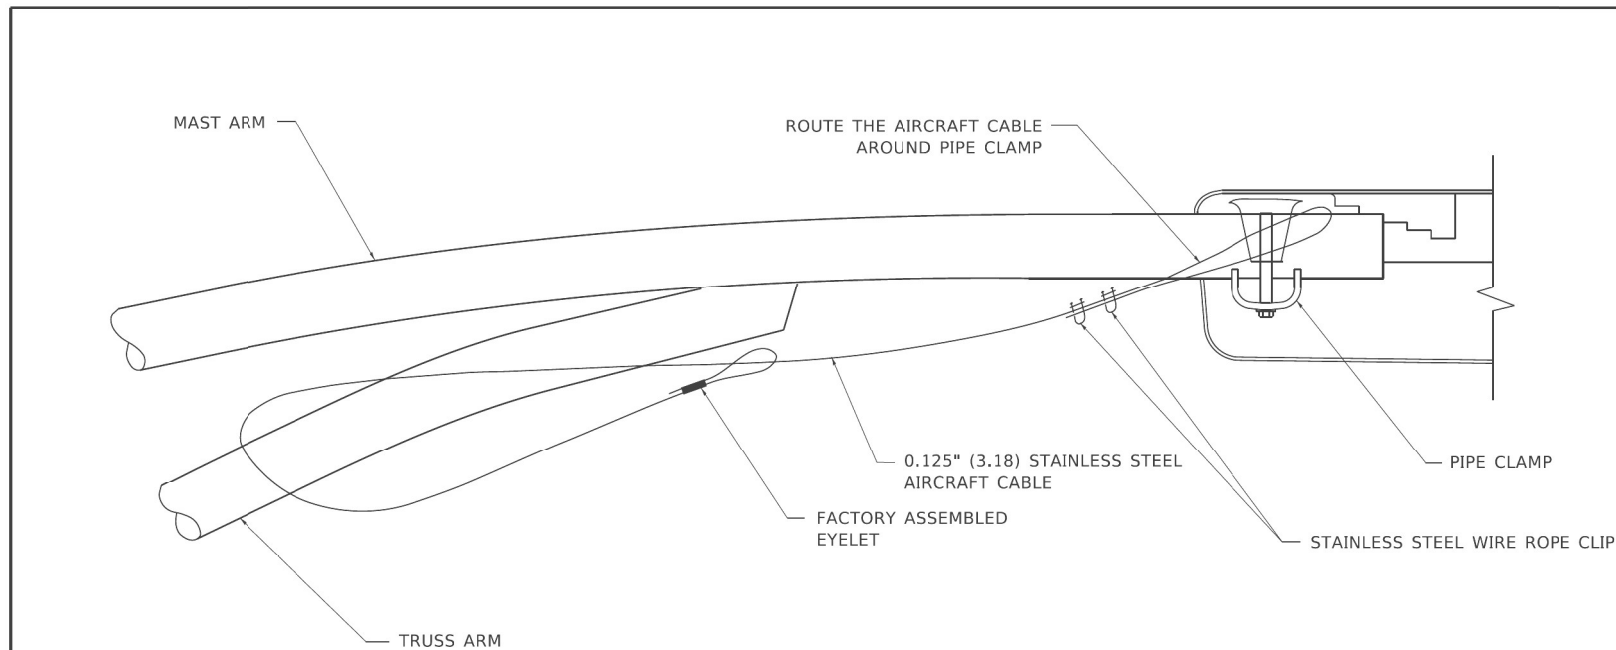 MAST ARM
ROUTE THE AIRCRAFT CABLE
AROUND PIPE CLAMP
0.125" (3.18) STAINLESS STEEL
AIRCRAFT CABLE
PIPE CLAMP
FACTORY ASSEMBLED
EYELET
STAINLESS STEEL WIRE ROPE CLIP
TRUSS ARM